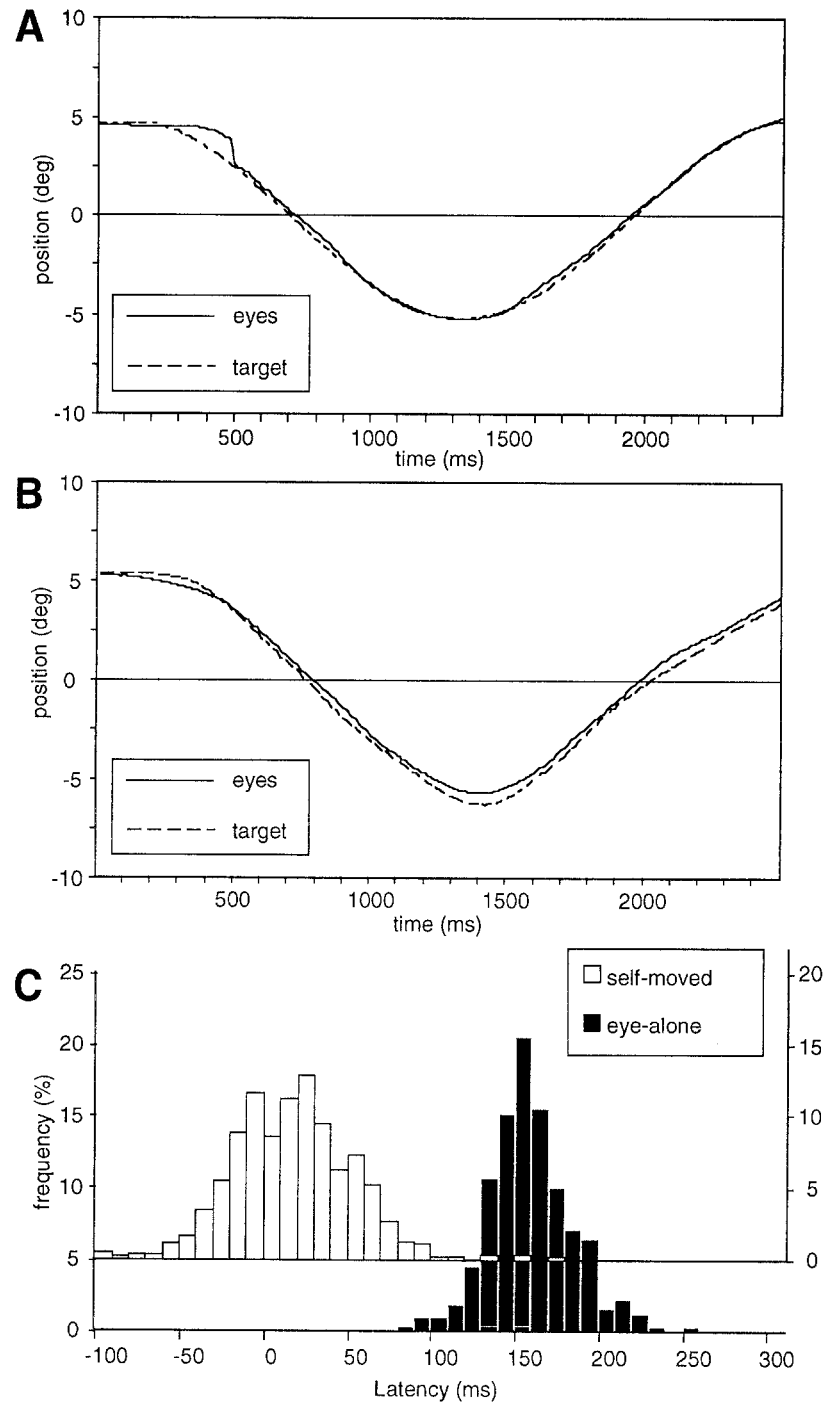 A
10
5
0
-5
-10
position (deg)
eyes
target
500 1000 1500 2000
time (ms)
B
10
5
0
-5
-10
position (deg)
eyes
target
500 1000 1500 2000
time (ms)
C
25
20
15
10
5
0
frequency (%)
self-moved
eye-alone
20
15
10
5
0
-100 -50 0 50 100 150 200 250 300
Latency (ms)